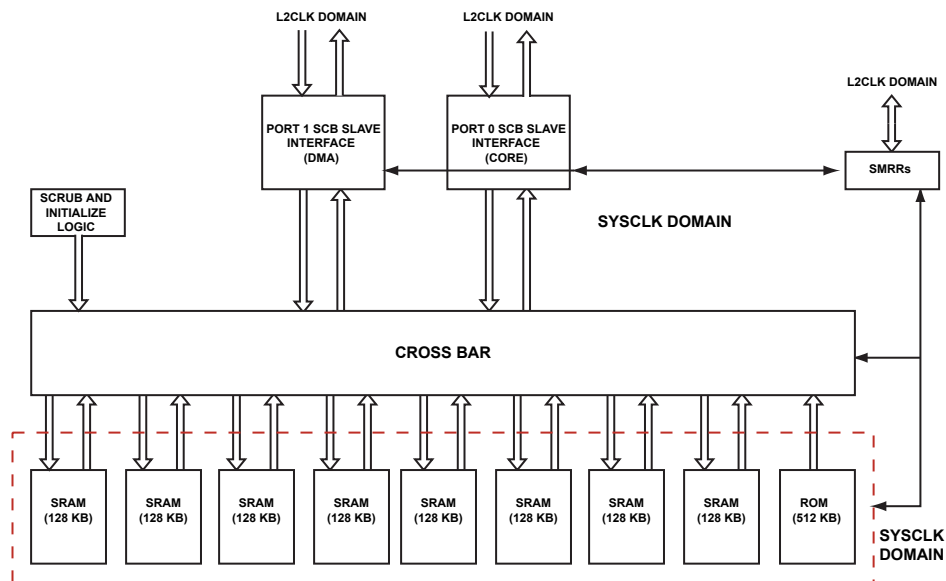 L2CLK DOMAIN
L2CLK DOMAIN
L2CLK DOMAIN
PORT 1 SCB SLAVE
INTERFACE
(DMA)
PORT 0 SCB SLAVE
INTERFACE
(CORE)
SMRRs
SCRUB AND
INITIALIZE
LOGIC
SYSCLK DOMAIN
CROSS BAR
SRAM
(128 KB)
SRAM
(128 KB)
SRAM
(128 KB)
SRAM
(128 KB)
SRAM
(128 KB)
SRAM
(128 KB)
SRAM
(128 KB)
SRAM
(128 KB)
ROM
(512 KB)
SYSCLK
DOMAIN